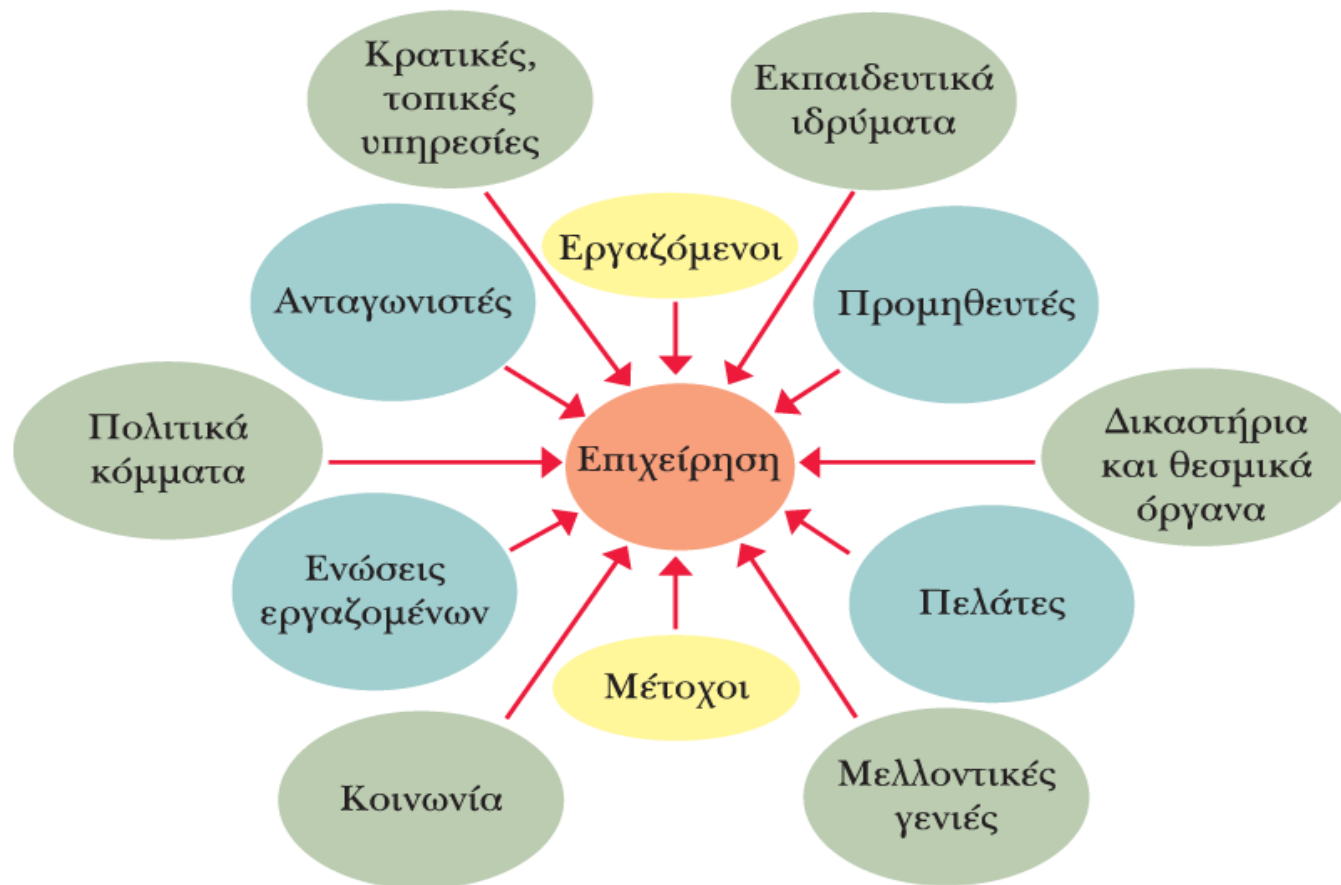 Κρατικές,
τοπικές
υπηρεσίες
Εκπαιδευτικά
ιδρύματα
Εργαζόμενοι
Ανταγωνιστές
Προμηθευτές
Πολιτικά
κόμματα
Επιχείρηση
Δικαστήρια
και θεσμικά
όργανα
Ενώσεις
εργαζομένων
Πελάτες
Μέτοχοι
Κοινωνία
Μελλοντικές
γενιές